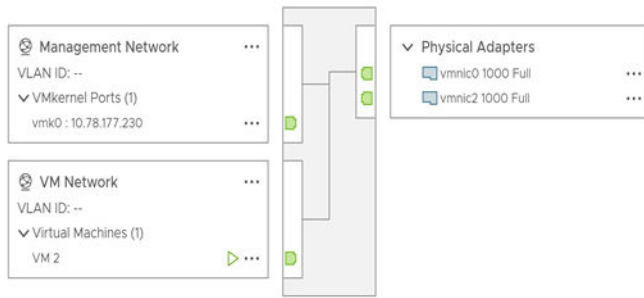 Management Network ...
VLAN ID: --
VMkernel Ports (1)
vmk0 : 10.78.177.230 ...
VM Network ...
VLAN ID: --
Virtual Machines (1)
VM 2 ...
Physical Adapters
vmnic0 1000 Full ...
vmnic2 1000 Full ...